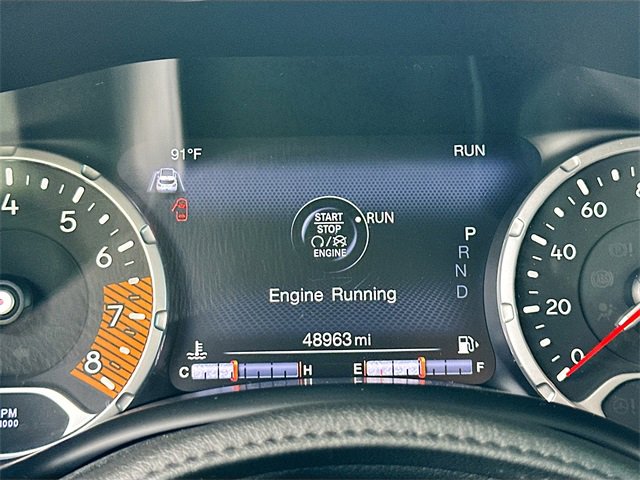 91°F
RUN
START
STOP
ENGINE
RUN
P
R
N
D
Engine Running
48963 mi
C H
E F
4
5
6
7
8
PM
1000
60
40
20
0